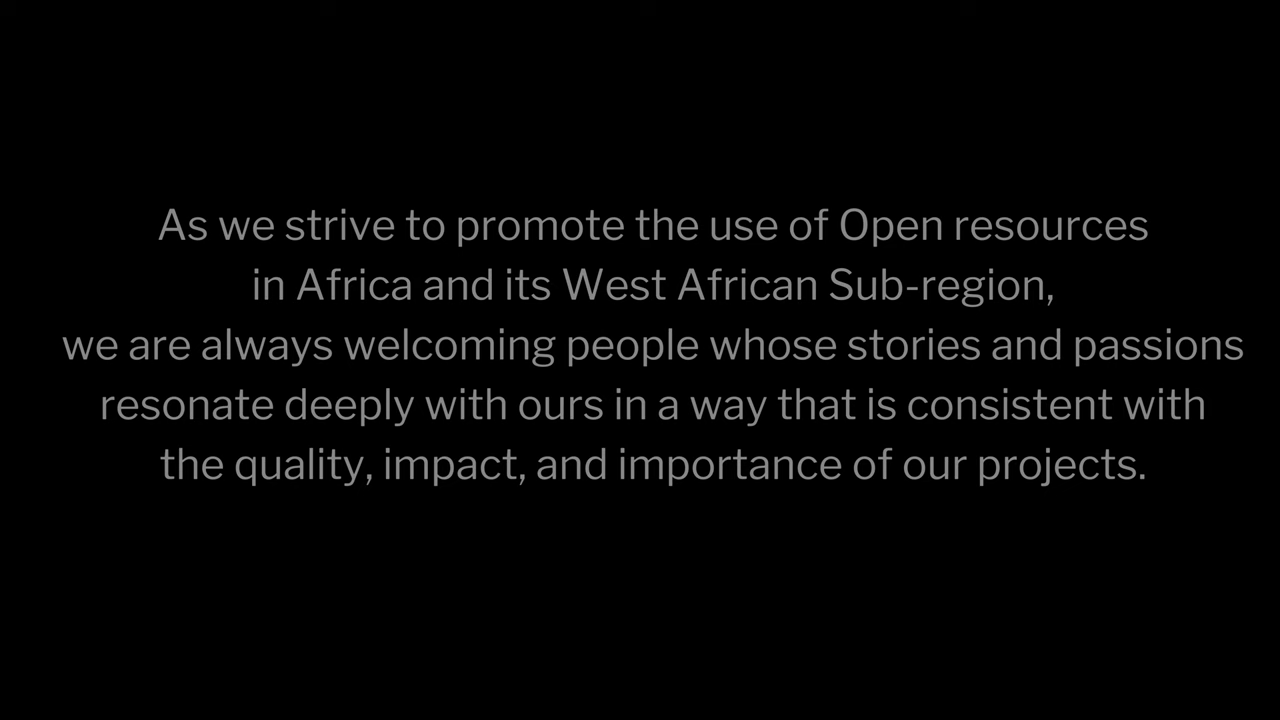 As we strive to promote the use of Open resources
in Africa and its West African Sub-region,
we are always welcoming people whose stories and passions
resonate deeply with ours in a way that is consistent with
the quality, impact, and importance of our projects.